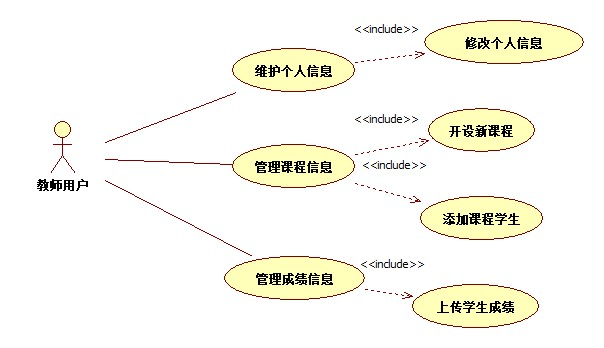 <<include>>
修改个人信息
维护个人信息
<<include>>
开设新课程
教师用户
管理课程信息
<<include>>
添加课程学生
<<include>>
管理成绩信息
上传学生成绩